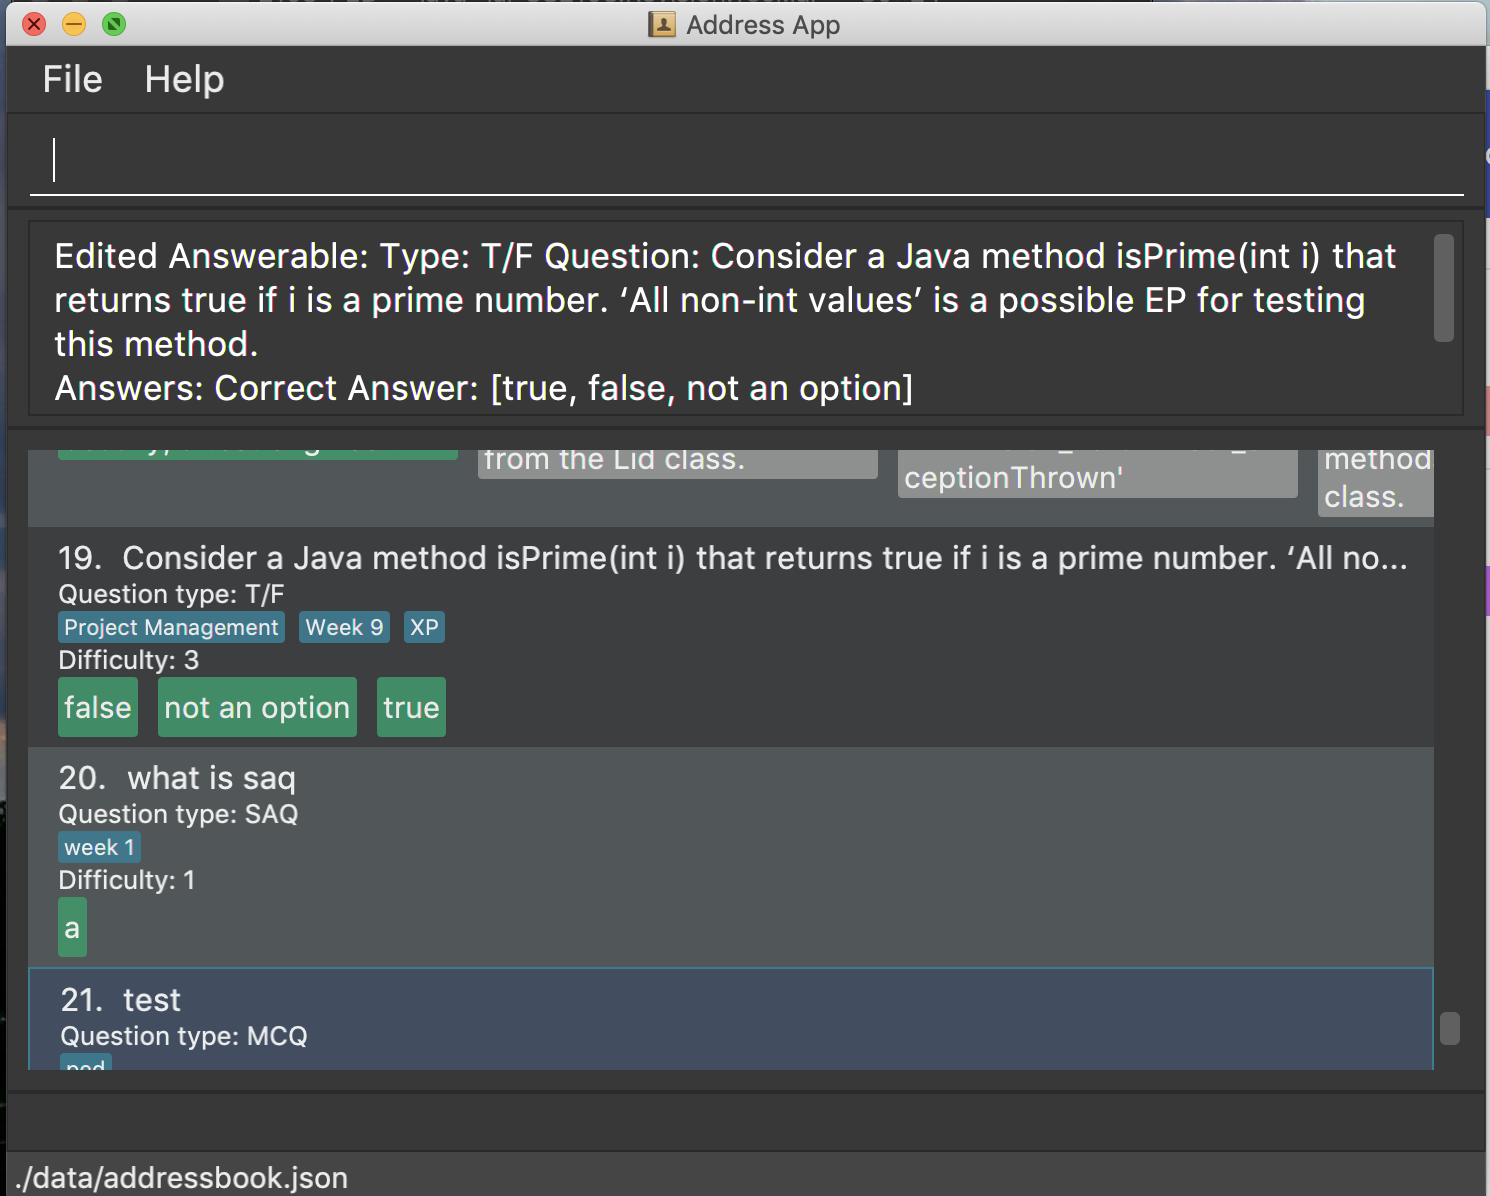 Address App
File Help
Edited Answerable: Type: T/F Question: Consider a Java method isPrime(int i) that
returns true if i is a prime number. ‘All non-int values’ is a possible EP for testing
this method.
Answers: Correct Answer: [true, false, not an option]
from the Lid class.
ceptionThrown'
method
class.
19. Consider a Java method isPrime(int i) that returns true if i is a prime number. ‘All no...
Question type: T/F
Project Management Week 9 XP
Difficulty: 3
false not an option true
20. what is saq
Question type: SAQ
week 1
Difficulty: 1
a
21. test
Question type: MCQ
./data/addressbook.json